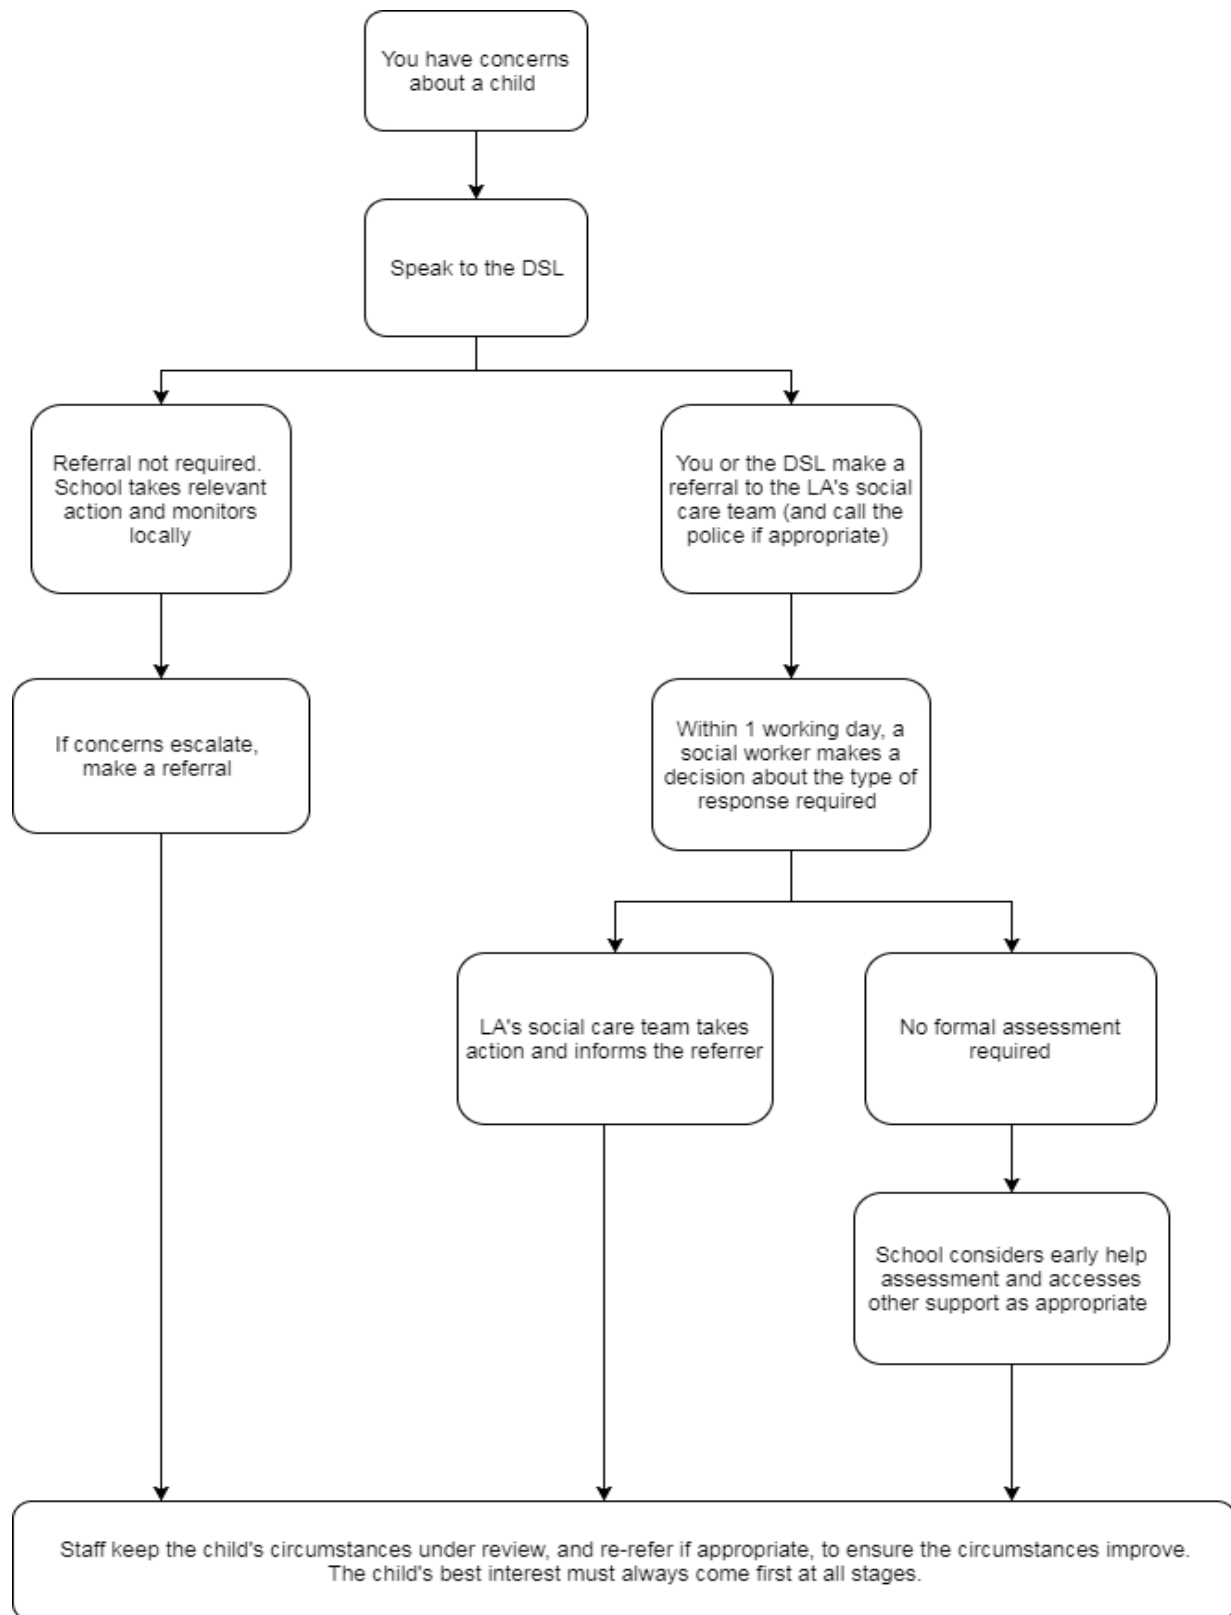 You have concerns
about a child
Speak to the DSL
Referral not required.
School takes relevant
action and monitors
locally
You or the DSL make a
referral to the LA's social
care team (and call the
police if appropriate)
If concerns escalate,
make a referral
Within 1 working day, a
social worker makes a
decision about the type of
response required
LA's social care team takes
action and informs the referrer
No formal assessment
required
School considers early help
assessment and accesses
other support as appropriate
Staff keep the child's circumstances under review, and re-refer if appropriate, to ensure the circumstances improve.
The child's best interest must always come first at all stages.